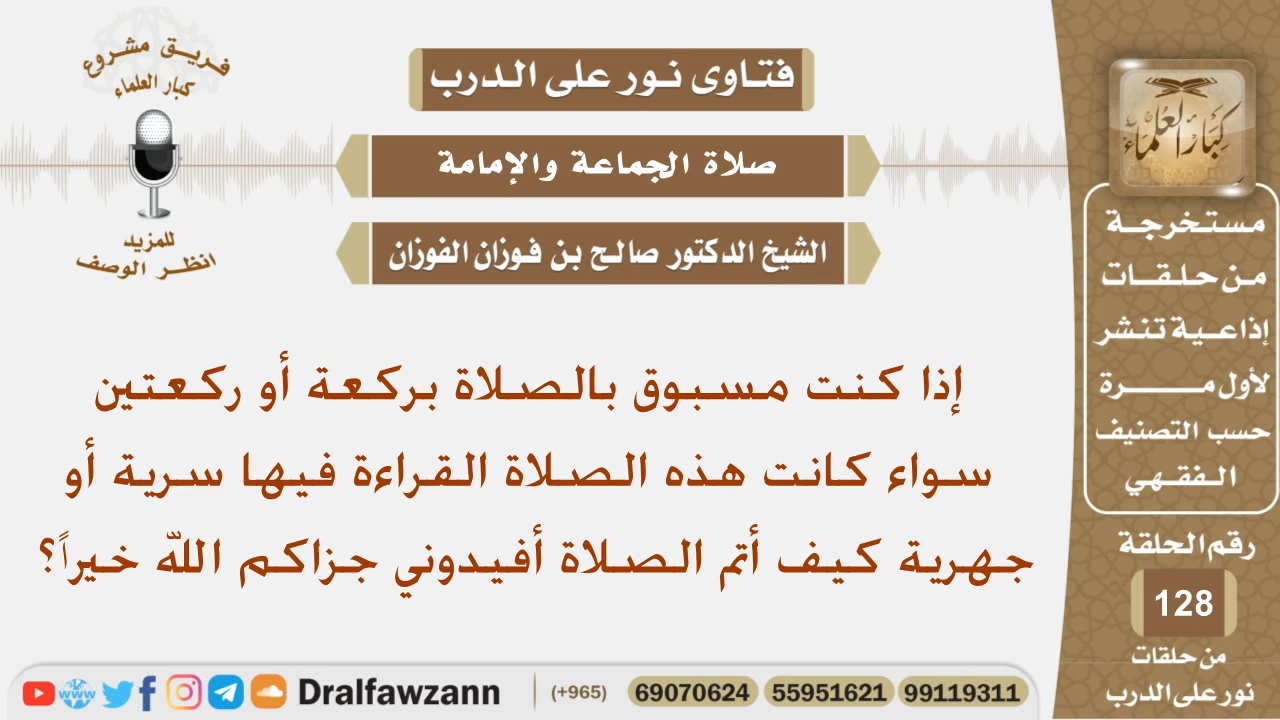 فريق مشروع
كبار العلماء
للمزيد
انظر الوصف
فتاوى نور على الدرب
صلاة الجماعة والإمامة
الشيخ الدكتور صالح بن فوزان الفوزان
إذا كنت مسبوق بالصلاة بركعة أو ركعتين
سواء كانت هذه الصلاة القراءة فيها سرية أو
جهرية كيف أتم الصلاة أفيدوني جزاكم الله خيراً؟
كبار العلماء
مستخرجة
من حلقات
إذاعية تنشر
لأول مرة
حسب التصنيف
الفقهي
رقم الحلقة
128
من حلقات
نور على الدرب
www
Dralfawzann
(+965) 69070624 55951621 99119311